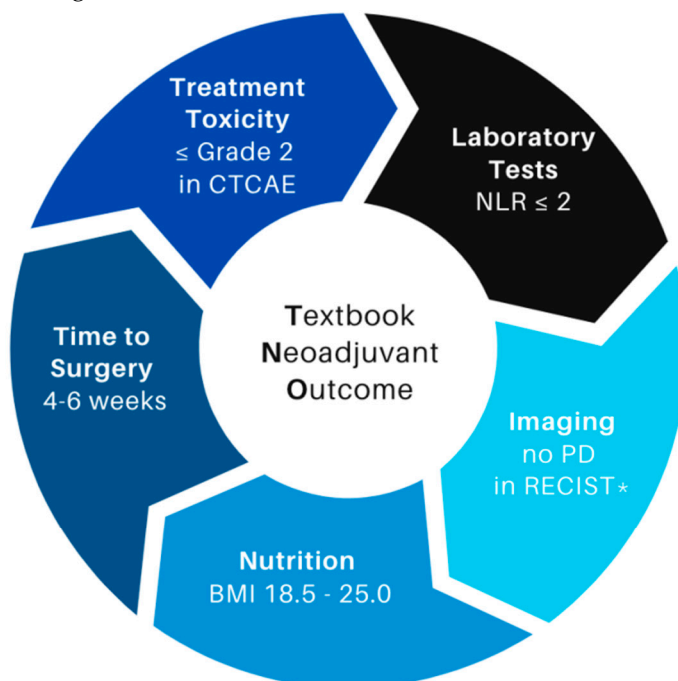 Treatment
Toxicity
≤ Grade 2
in CTCAE
Laboratory
Tests
NLR ≤ 2
Imaging
no PD
in RECIST*
Nutrition
BMI 18.5 - 25.0
Time to
Surgery
4-6 weeks
Textbook
Neoadjuvant
Outcome